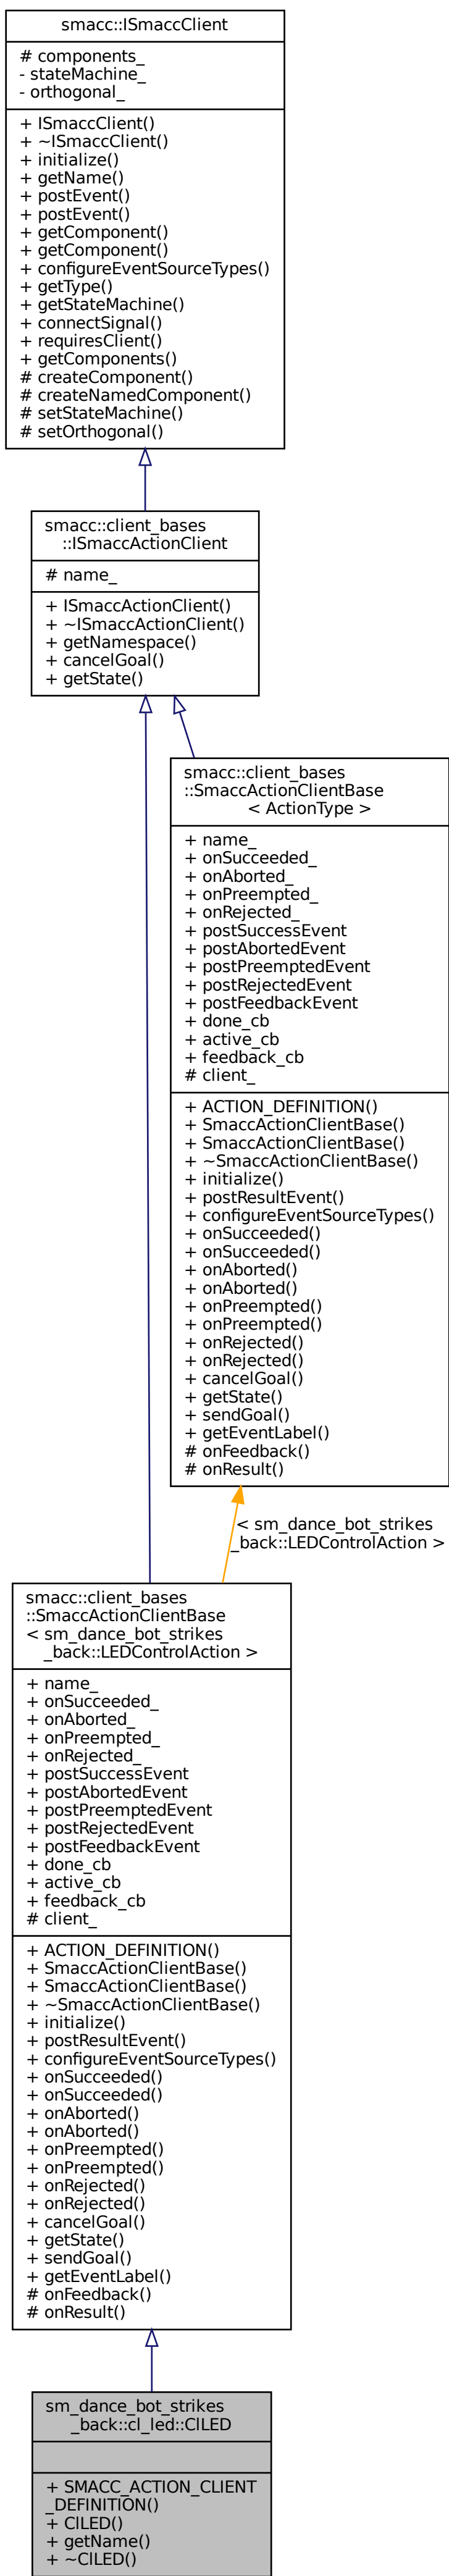 smacc::ISmaccClient
# components_
- stateMachine_
- orthogonal_
+ ISmaccClient()
+ ~ISmaccClient()
+ initialize()
+ getName()
+ postEvent()
+ postEvent()
+ getComponent()
+ getComponent()
+ configureEventSourceTypes()
+ getType()
+ getStateMachine()
+ connectSignal()
+ requiresClient()
+ getComponents()
# createComponent()
# createNamedComponent()
# setStateMachine()
# setOrthogonal()
smacc::client_bases
::ISmaccActionClient
# name_
+ ISmaccActionClient()
+ ~ISmaccActionClient()
+ getNamespace()
+ cancelGoal()
+ getState()
smacc::client_bases
::SmaccActionClientBase
< ActionType >
+ name_
+ onSucceeded_
+ onAborted_
+ onPreempted_
+ onRejected_
+ postSuccessEvent
+ postAbortedEvent
+ postPreemptedEvent
+ postRejectedEvent
+ postFeedbackEvent
+ done_cb
+ active_cb
+ feedback_cb
# client_
+ ACTION_DEFINITION()
+ SmaccActionClientBase()
+ SmaccActionClientBase()
+ ~SmaccActionClientBase()
+ initialize()
+ postResultEvent()
+ configureEventSourceTypes()
+ onSucceeded()
+ onSucceeded()
+ onAborted()
+ onAborted()
+ onPreempted()
+ onPreempted()
+ onRejected()
+ onRejected()
+ cancelGoal()
+ getState()
+ sendGoal()
+ getEventLabel()
# onFeedback()
# onResult()
< sm_dance_bot_strikes
_back::LEDControlAction >
smacc::client_bases
::SmaccActionClientBase
< sm_dance_bot_strikes
_back::LEDControlAction >
+ name_
+ onSucceeded_
+ onAborted_
+ onPreempted_
+ onRejected_
+ postSuccessEvent
+ postAbortedEvent
+ postPreemptedEvent
+ postRejectedEvent
+ postFeedbackEvent
+ done_cb
+ active_cb
+ feedback_cb
# client_
+ ACTION_DEFINITION()
+ SmaccActionClientBase()
+ SmaccActionClientBase()
+ ~SmaccActionClientBase()
+ initialize()
+ postResultEvent()
+ configureEventSourceTypes()
+ onSucceeded()
+ onSucceeded()
+ onAborted()
+ onAborted()
+ onPreempted()
+ onPreempted()
+ onRejected()
+ onRejected()
+ cancelGoal()
+ getState()
+ sendGoal()
+ getEventLabel()
# onFeedback()
# onResult()
sm_dance_bot_strikes
_back::cl_led::ClLED
+ SMACC_ACTION_CLIENT
_DEFINITION()
+ ClLED()
+ getName()
+ ~ClLED()